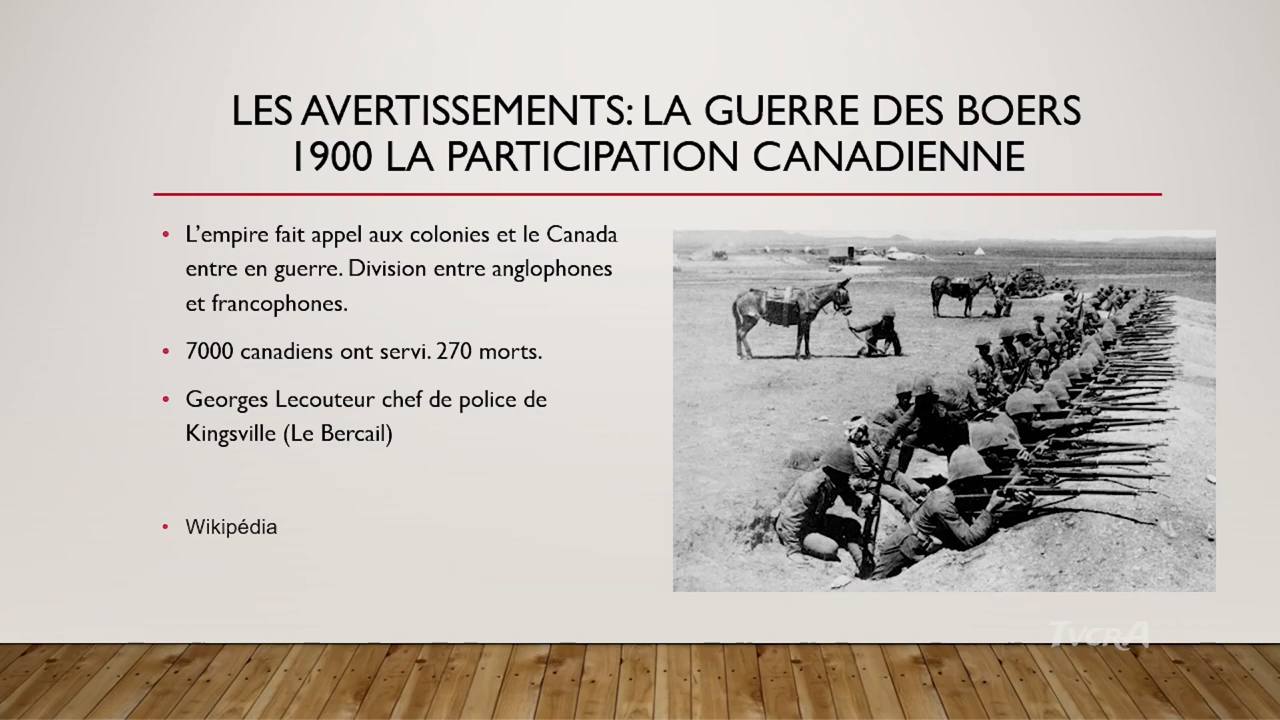 LES AVERTISSEMENTS: LA GUERRE DES BOERS
1900 LA PARTICIPATION CANADIENNE
• L’empire fait appel aux colonies et le Canada
entre en guerre. Division entre anglophones
et francophones.
• 7000 canadiens ont servi. 270 morts.
• Georges Lecouteur chef de police de
Kingsville (Le Bercail)
• Wikipédia
TVCRA